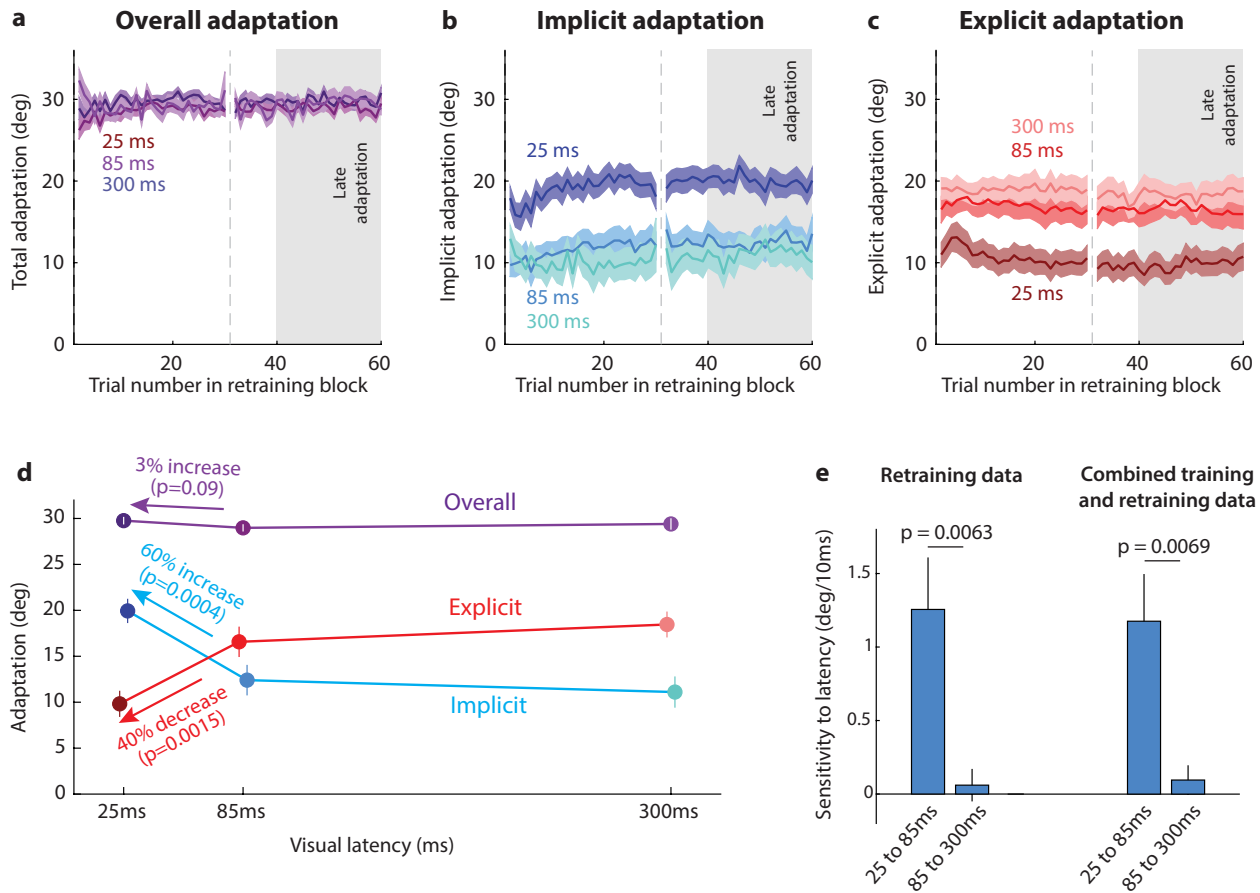 a
Overall adaptation
Total adaptation (deg)
30
20
10
0
25 ms
85 ms
300 ms
Late
adaptation
20
40
60
Trial number in retraining block
b
Implicit adaptation
Implicit adaptation (deg)
30
20
10
0
25 ms
85 ms
300 ms
Late
adaptation
20
40
60
Trial number in retraining block
c
Explicit adaptation
Explicit adaptation (deg)
30
20
10
0
300 ms
85 ms
25 ms
Late
adaptation
20
40
60
Trial number in retraining block
d
Adaptation (deg)
30
25
20
15
10
5
0
3% increase
(p=0.09)
Overall
60% increase
(p=0.0004)
Explicit
40% decrease
(p=0.0015)
Implicit
25ms
85ms
300ms
Visual latency (ms)
e
Retraining data
Combined training
and retraining data
Sensitivity to latency (deg/10ms)
1.5
1
0.5
0
p = 0.0063
p = 0.0069
25 to 85ms
85 to 300ms
25 to 85ms
85 to 300ms